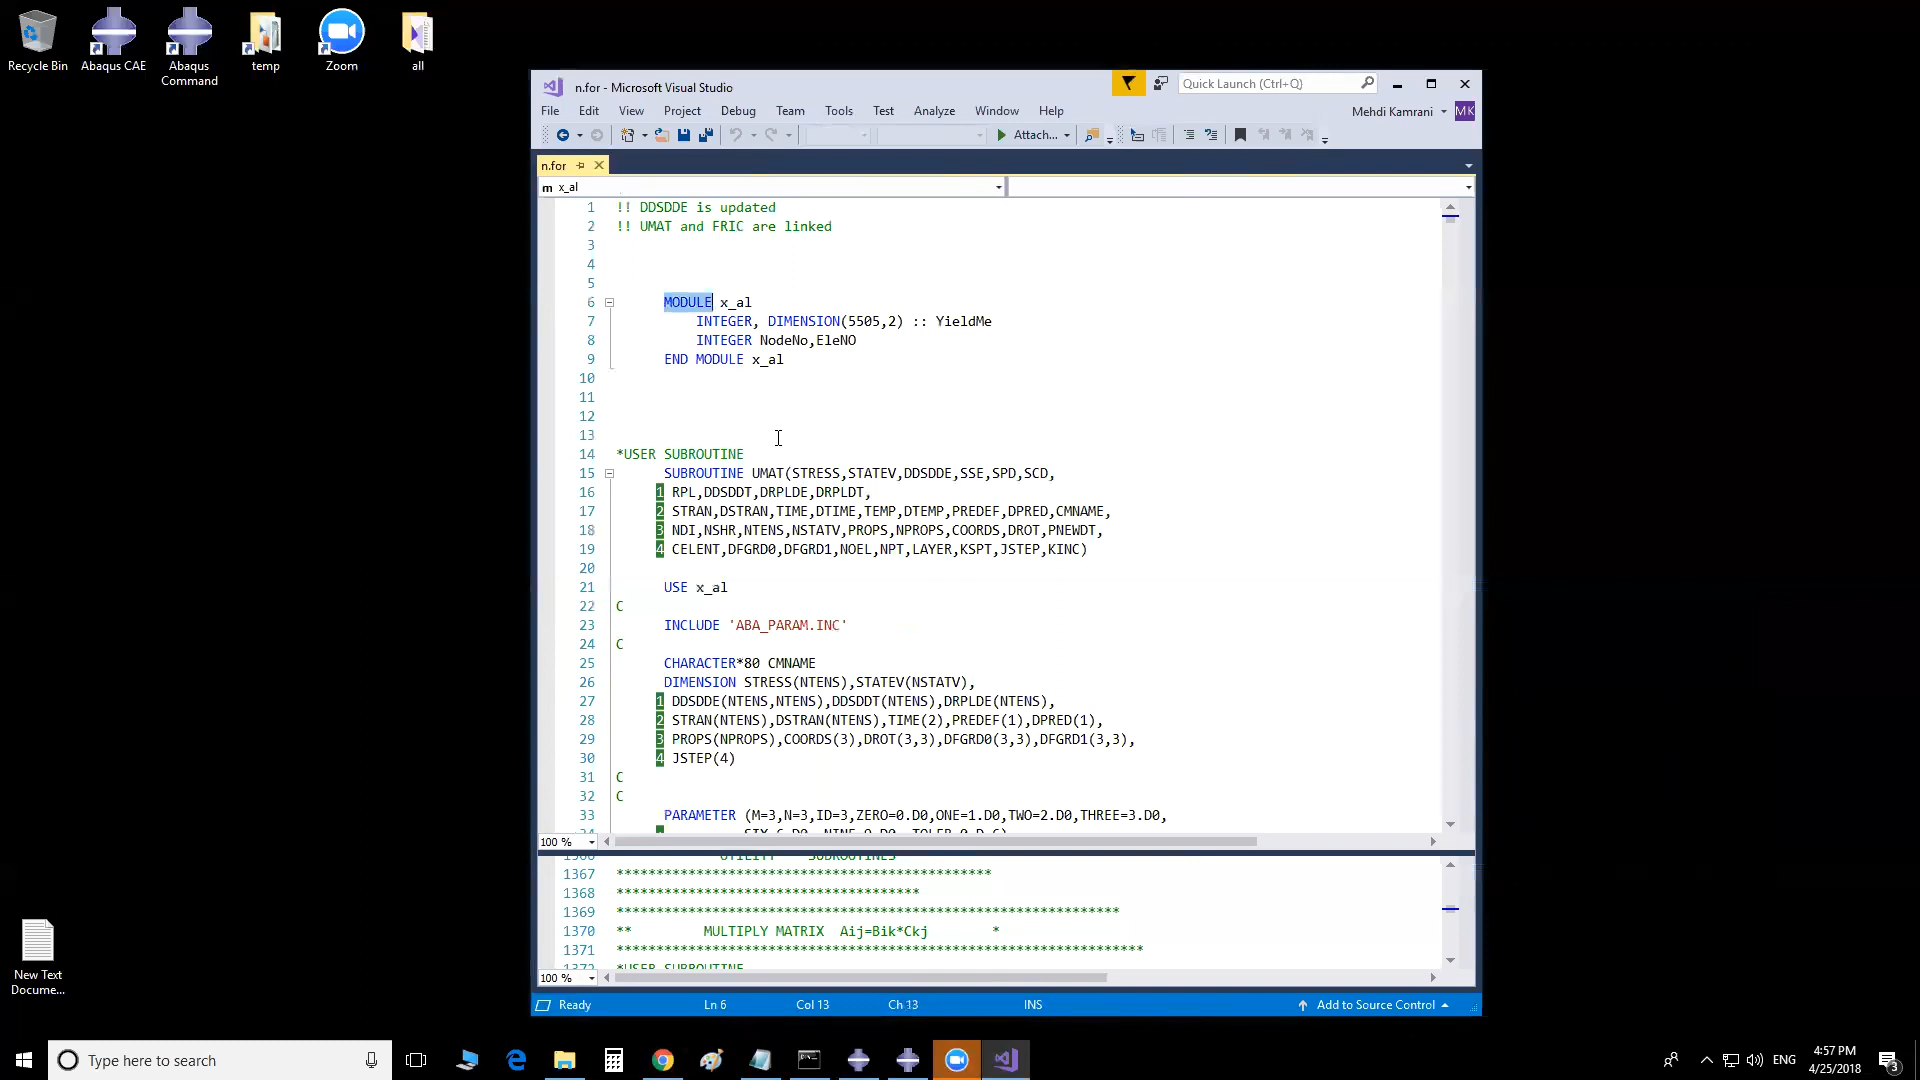 Recycle Bin
Abaqus CAE
Abaqus
Command
temp
Zoom
all
n.for - Microsoft Visual Studio
Quick Launch (Ctrl+Q)
File Edit View Project Debug Team Tools Test Analyze Window Help
Mehdi Kamrani MK
Attach...
n.for
m x_al
1 !! DDSDDE is updated
2 !! UMAT and FRIC are linked
3
4
5
6 MODULE x_al
7 INTEGER, DIMENSION(5505,2) :: YieldMe
8 INTEGER NodeNo,EleNO
9 END MODULE x_al
10
11
12
13
14 *USER SUBROUTINE
15 SUBROUTINE UMAT(STRESS,STATEV,DDSDDE,SSE,SPD,SCD,
16 1 RPL,DDSDDT,DRPLDE,DRPLDT,
17 2 STRAN,DSTRAN,TIME,DTIME,TEMP,DTEMP,PREDEF,DPRED,CMNAME,
18 3 NDI,NSHR,NTENS,NSTATV,PROPS,NPROPS,COORDS,DROT,PNEWDT,
19 4 CELENT,DFGRD0,DFGRD1,NOEL,NPT,LAYER,KSPT,JSTEP,KINC)
20
21 USE x_al
22 C
23 INCLUDE 'ABA_PARAM.INC'
24 C
25 CHARACTER*80 CMNAME
26 DIMENSION STRESS(NTENS),STATEV(NSTATV),
27 1 DDSDDE(NTENS,NTENS),DDSDDT(NTENS),DRPLDE(NTENS),
28 2 STRAN(NTENS),DSTRAN(NTENS),TIME(2),PREDEF(1),DPRED(1),
29 3 PROPS(NPROPS),COORDS(3),DROT(3,3),DFGRD0(3,3),DFGRD1(3,3),
30 4 JSTEP(4)
31 C
32 C
33 PARAMETER (M=3,N=3,ID=3,ZERO=0.D0,ONE=1.D0,TWO=2.D0,THREE=3.D0,
100 %
UTILITY SUBROUTINES
1367 ***********************************************
1368 **************************************
1369 ***************************************************************
1370 ** MULTIPLY MATRIX Aij=Bik*Ckj *
1371 ******************************************************************
1372 *USER SUBROUTINE
100 %
Ready Ln 6 Col 13 Ch 13 INS Add to Source Control
New Text
Docume...
Type here to search
ENG
4:57 PM
4/25/2018
3